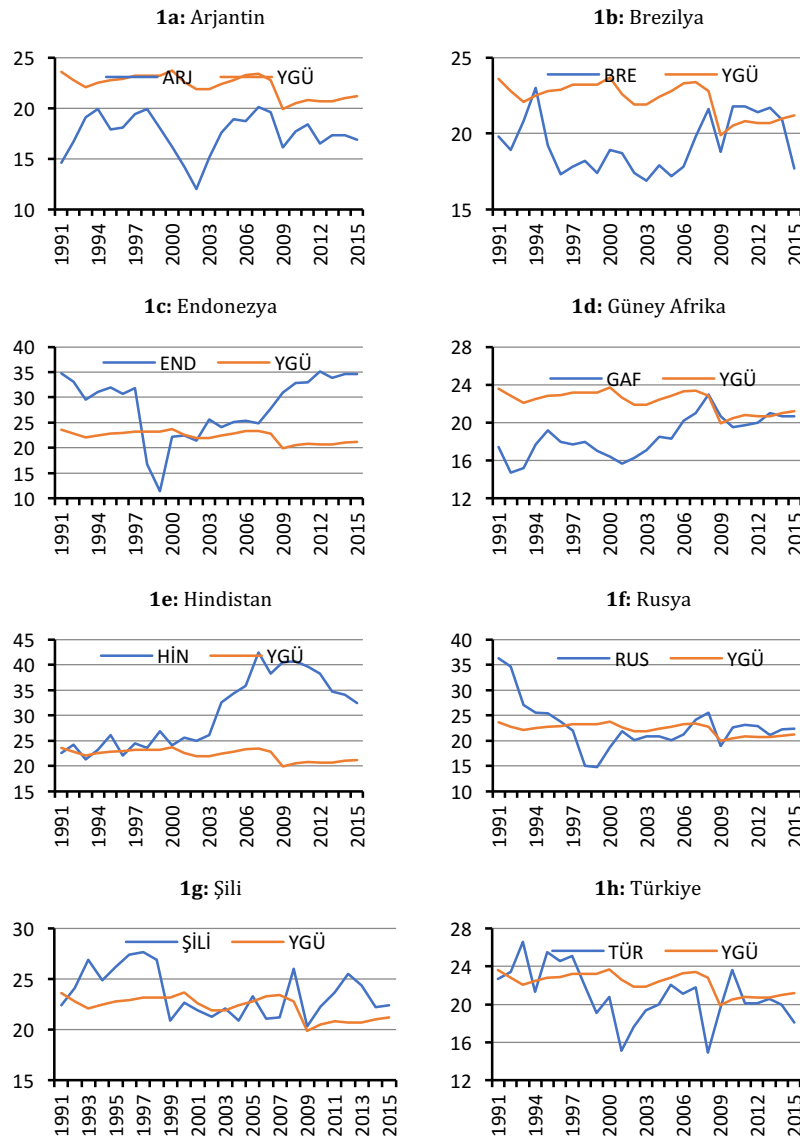 1a: Arjantin
25
20
15
10
ARJ YGÜ
1991 1994 1997 2000 2003 2006 2009 2012 2015
1b: Brezilya
25
20
15
BRE YGÜ
1991 1994 1997 2000 2003 2006 2009 2012 2015
1c: Endonezya
40
35
30
25
20
15
10
END YGÜ
1991 1994 1997 2000 2003 2006 2009 2012 2015
1d: Güney Afrika
28
24
20
16
12
GAF YGÜ
1991 1994 1997 2000 2003 2006 2009 2012 2015
1e: Hindistan
45
40
35
30
25
20
15
HİN YGÜ
1991 1994 1997 2000 2003 2006 2009 2012 2015
1f: Rusya
40
35
30
25
20
15
10
RUS YGÜ
1991 1994 1997 2000 2003 2006 2009 2012 2015
1g: Şili
30
25
20
15
ŞİLİ YGÜ
1991 1993 1995 1997 1999 2001 2003 2005 2007 2009 2011 2013 2015
1h: Türkiye
28
24
20
16
12
TÜR YGÜ
1991 1994 1997 2000 2003 2006 2009 2012 2015